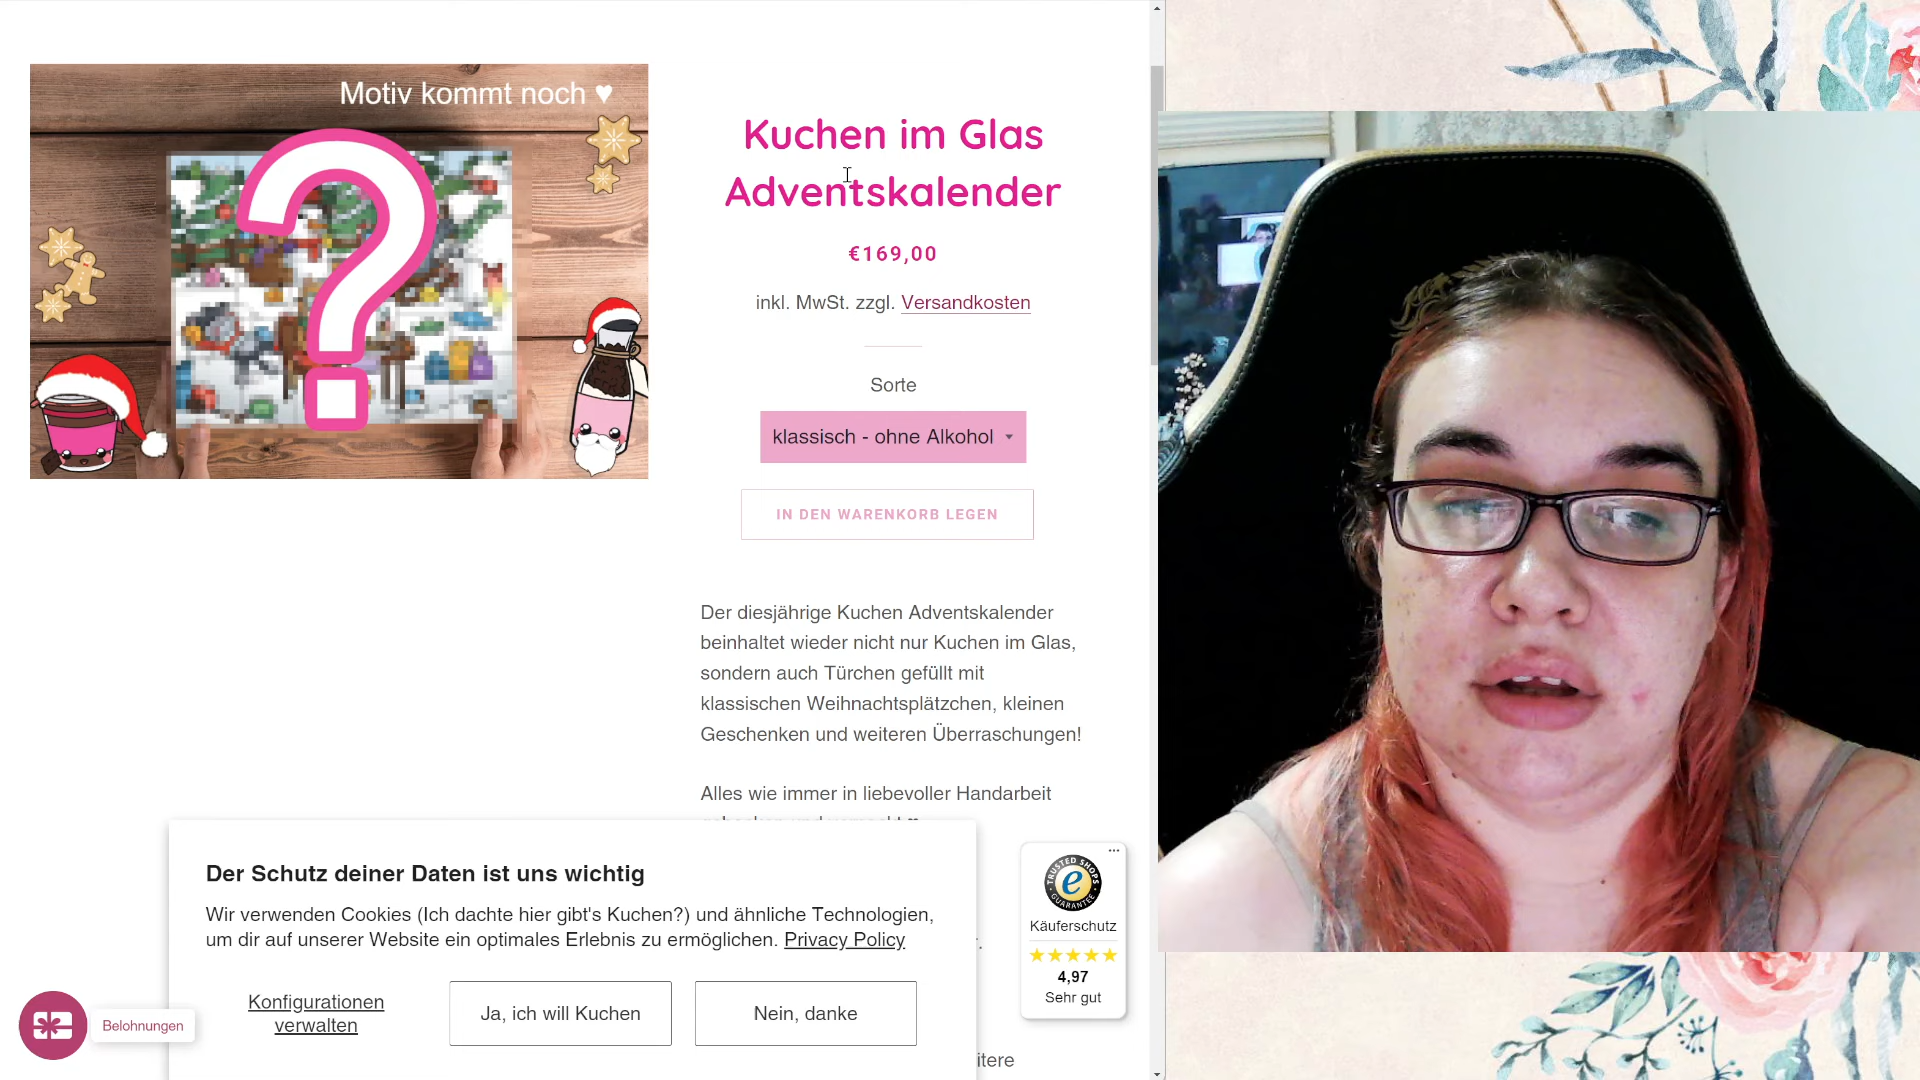 Motiv kommt noch ♥
Kuchen im Glas
Adventskalender
€169,00
inkl. MwSt. zzgl. Versandkosten
Sorte
klassisch - ohne Alkohol
IN DEN WARENKORB LEGEN
Der diesjährige Kuchen Adventskalender
beinhaltet wieder nicht nur Kuchen im Glas,
sondern auch Türchen gefüllt mit
klassischen Weihnachtsplätzchen, kleinen
Geschenken und weiteren Überraschungen!
Alles wie immer in liebevoller Handarbeit
Der Schutz deiner Daten ist uns wichtig
Wir verwenden Cookies (Ich dachte hier gibt's Kuchen?) und ähnliche Technologien,
um dir auf unserer Website ein optimales Erlebnis zu ermöglichen. Privacy Policy
Konfigurationen
verwalten
Ja, ich will Kuchen
Nein, danke
Belohnungen
TRUSTED SHOPS
GUARANTEE
Käuferschutz
4,97
Sehr gut